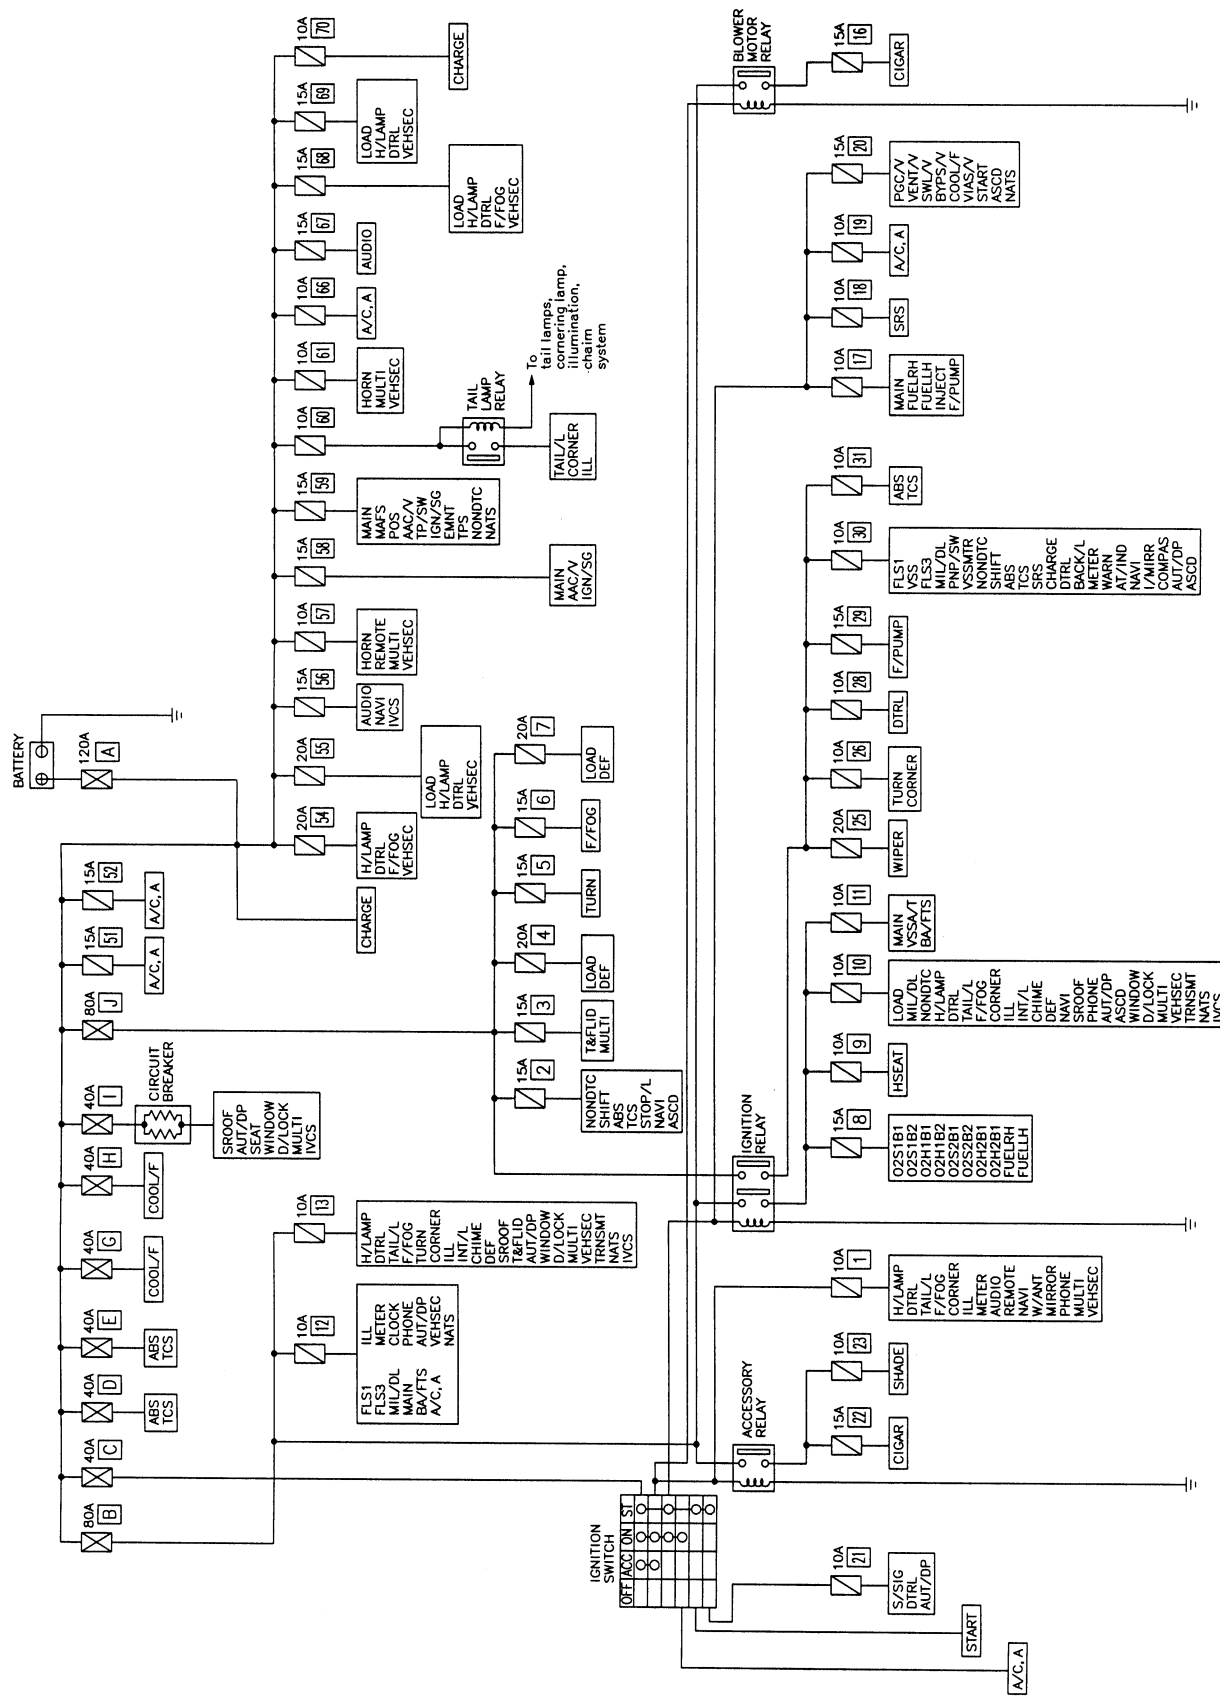 BATTERY
120A
A
80A
B
40A
C
40A
D
40A
E
40A
G
40A
H
40A
I
80A
J
15A
51
15A
52
ABS
TCS
ABS
TCS
COOL/F
COOL/F
CIRCUIT
BREAKER
A/C, A
A/C, A
SROOF
AUT/DP
SEAT
WINDOW
D/LOCK
MULTI
IVCS
10A
12
10A
13
20A
54
20A
55
15A
56
10A
57
15A
58
15A
59
10A
60
10A
61
10A
66
15A
67
15A
68
15A
69
10A
70
FLS1
FLS3
MIL/DL
MAIN
BA/FTS
A/C, A
ILL
METER
CLOCK
PHONE
AUT/DP
VEHSEC
NATS
H/LAMP
DTRL
TAIL/L
F/FOG
TURN
CORNER
ILL
INT/L
CHIME
DEF
SROOF
T&FLID
AUT/DP
WINDOW
D/LOCK
MULTI
VEHSEC
TRNSMT
NATS
IVCS
CHARGE
H/LAMP
DTRL
F/FOG
VEHSEC
LOAD
H/LAMP
DTRL
VEHSEC
AUDIO
NAVI
IVCS
HORN
REMOTE
MULTI
VEHSEC
MAIN
AAC/V
IGN/SG
MAIN
MAFS
POS
AAC/V
TP/SW
IGN/SG
EMNT
TPS
NONDTC
NATS
TAIL
LAMP
RELAY
TAIL/L
CORNER
ILL
To
tail lamps,
cornering lamp,
illumination,
chaim
system
HORN
MULTI
VEHSEC
A/C, A
AUDIO
LOAD
H/LAMP
DTRL
F/FOG
VEHSEC
LOAD
H/LAMP
DTRL
VEHSEC
CHARGE
15A
2
15A
3
20A
4
15A
5
15A
6
20A
7
NONDTC
SHIFT
ABS
TCS
STOP/L
NAVI
ASCD
T&FLID
MULTI
LOAD
DEF
TURN
F/FOG
LOAD
DEF
IGNITION
SWITCH
OFF ACC ON ST
ACCESSORY
RELAY
IGNITION
RELAY
BLOWER
MOTOR
RELAY
10A
21
15A
22
10A
23
10A
1
15A
8
10A
9
10A
10
10A
11
20A
25
10A
26
10A
28
15A
29
10A
30
10A
31
10A
17
10A
18
10A
19
15A
20
15A
16
A/C, A
START
S/SIG
DTRL
AUT/DP
CIGAR
SHADE
H/LAMP
DTRL
TAIL/L
F/FOG
CORNER
ILL
METER
AUDIO
REMOTE
NAVI
W/ANT
MIRROR
PHONE
MULTI
VEHSEC
O2S1B1
O2S1B2
O2H1B1
O2H1B2
O2S2B1
O2S2B2
O2H2B1
O2H2B1
FUELRH
FUELLH
HSEAT
LOAD
MIL/DL
NONDTC
H/LAMP
DTRL
TAIL/L
F/FOG
CORNER
ILL
INT/L
CHIME
DEF
NAVI
SROOF
PHONE
AUT/DP
ASCD
WINDOW
D/LOCK
MULTI
VEHSEC
TRNSMT
NATS
IVCS
MAIN
VSSA/T
BA/FTS
WIPER
TURN
CORNER
DTRL
F/PUMP
FLS1
VSS
FLS3
MIL/DL
PNP/SW
VSSMTR
NONDTC
SHIFT
ABS
TCS
SRS
CHARGE
DTRL
BACK/L
METER
WARN
AT/IND
NAVI
I/MIRR
COMPAS
AUT/DP
ASCD
ABS
TCS
MAIN
FUELRH
FUELLH
INJECT
F/PUMP
SRS
A/C, A
PGC/V
VENT/V
SWL/V
BYPS/V
COOL/F
VIAS/V
START
ASCD
NATS
CIGAR